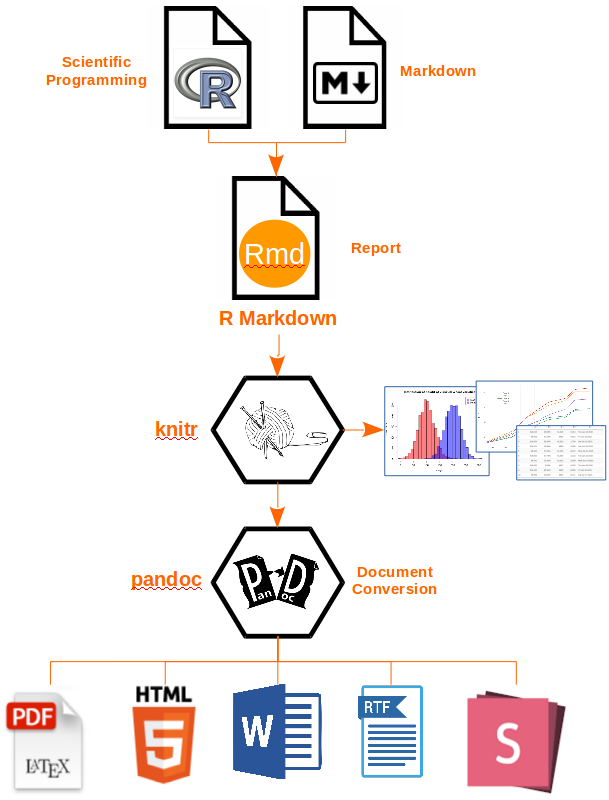 Scientific
Programming
R
M
Markdown
Rmd
Report
R Markdown
knitr
pandoc
Pan Doc
Document
Conversion
PDF
LATEX
HTML
5
W
RTF
S